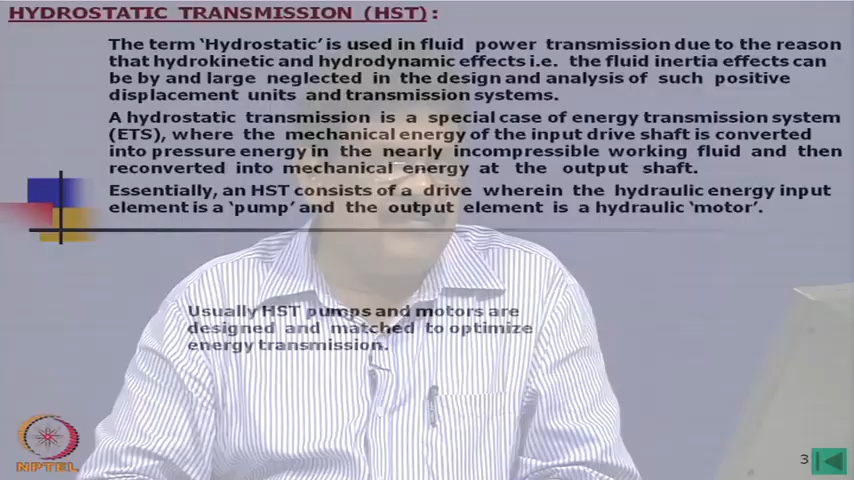 HYDROSTATIC TRANSMISSION (HST):
The term ‘Hydrostatic’ is used in fluid power transmission due to the reason
that hydrokinetic and hydrodynamic effects i.e. the fluid inertia effects can
be by and large neglected in the design and analysis of such positive
displacement units and transmission systems.
A hydrostatic transmission is a special case of energy transmission system
(ETS), where the mechanical energy of the input drive shaft is converted
into pressure energy in the nearly incompressible working fluid and then
reconverted into mechanical energy at the output shaft.
Essentially, an HST consists of a drive wherein the hydraulic energy input
element is a ‘pump’ and the output element is a hydraulic ‘motor’.
Usually HST pumps and motors are
designed and matched to optimize
energy transmission.
NPTEL
3